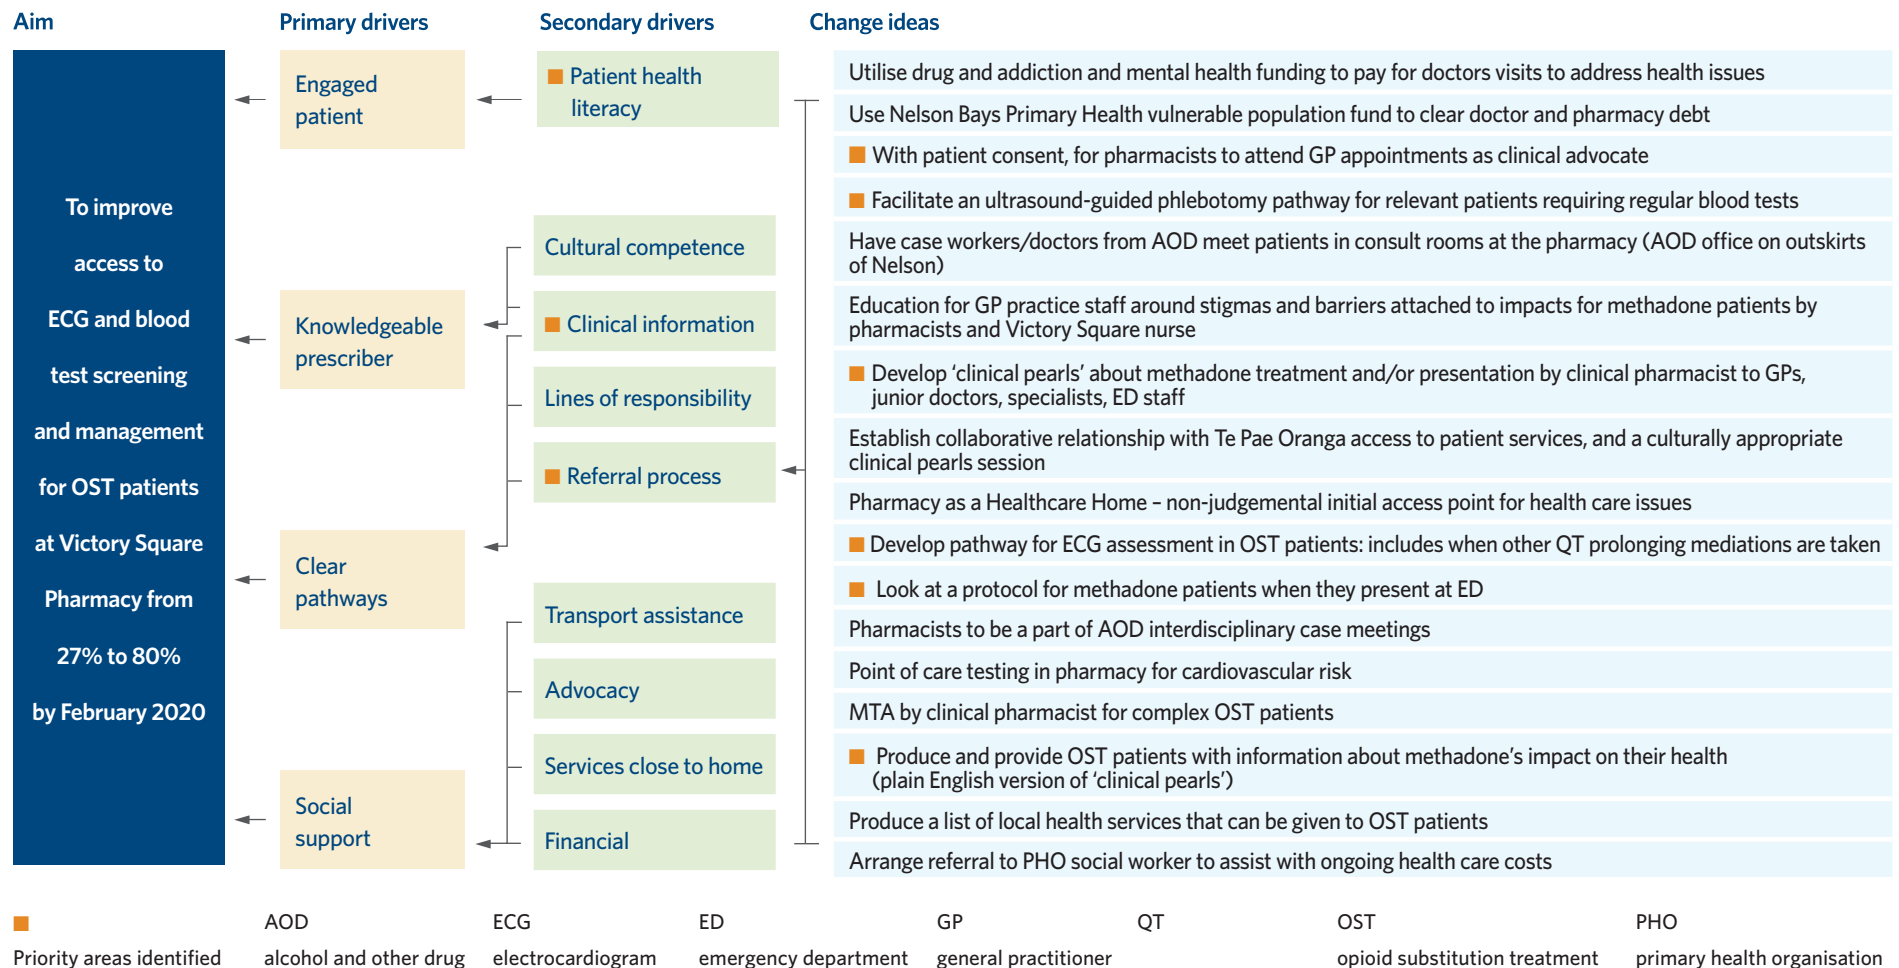 Aim
Primary drivers
Secondary drivers
Change ideas
To improve
access to
ECG and blood
test screening
and management
for OST patients
at Victory Square
Pharmacy from
27% to 80%
by February 2020
Engaged
patient
Knowledgeable
prescriber
Clear
pathways
Social
support
Patient health
literacy
Cultural competence
Clinical information
Lines of responsibility
Referral process
Transport assistance
Advocacy
Services close to home
Financial
Utilise drug and addiction and mental health funding to pay for doctors visits to address health issues
Use Nelson Bays Primary Health vulnerable population fund to clear doctor and pharmacy debt
With patient consent, for pharmacists to attend GP appointments as clinical advocate
Facilitate an ultrasound-guided phlebotomy pathway for relevant patients requiring regular blood tests
Have case workers/doctors from AOD meet patients in consult rooms at the pharmacy (AOD office on outskirts
of Nelson)
Education for GP practice staff around stigmas and barriers attached to impacts for methadone patients by
pharmacists and Victory Square nurse
Develop ‘clinical pearls’ about methadone treatment and/or presentation by clinical pharmacist to GPs,
junior doctors, specialists, ED staff
Establish collaborative relationship with Te Pae Oranga access to patient services, and a culturally appropriate
clinical pearls session
Pharmacy as a Healthcare Home – non-judgemental initial access point for health care issues
Develop pathway for ECG assessment in OST patients: includes when other QT prolonging mediations are taken
Look at a protocol for methadone patients when they present at ED
Pharmacists to be a part of AOD interdisciplinary case meetings
Point of care testing in pharmacy for cardiovascular risk
MTA by clinical pharmacist for complex OST patients
Produce and provide OST patients with information about methadone’s impact on their health
(plain English version of ‘clinical pearls’)
Produce a list of local health services that can be given to OST patients
Arrange referral to PHO social worker to assist with ongoing health care costs
Priority areas identified
AOD
alcohol and other drug
ECG
electrocardiogram
ED
emergency department
GP
general practitioner
QT
OST
opioid substitution treatment
PHO
primary health organisation